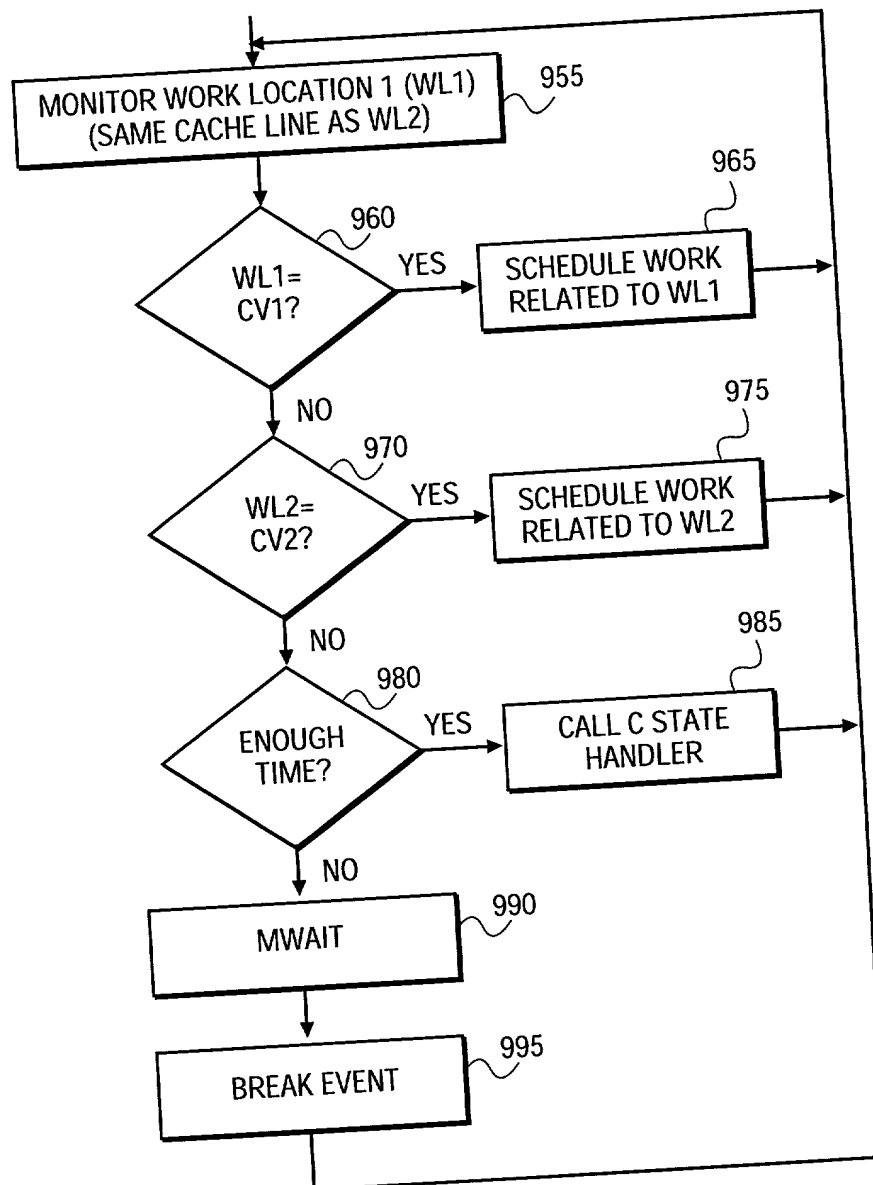 MONITOR WORK LOCATION 1 (WL1)
(SAME CACHE LINE AS WL2)
955
960
WL1=
CV1?
YES
965
SCHEDULE WORK
RELATED TO WL1
NO
970
WL2=
CV2?
YES
975
SCHEDULE WORK
RELATED TO WL2
NO
980
ENOUGH
TIME?
YES
985
CALL C STATE
HANDLER
NO
MWAIT
990
BREAK EVENT
995